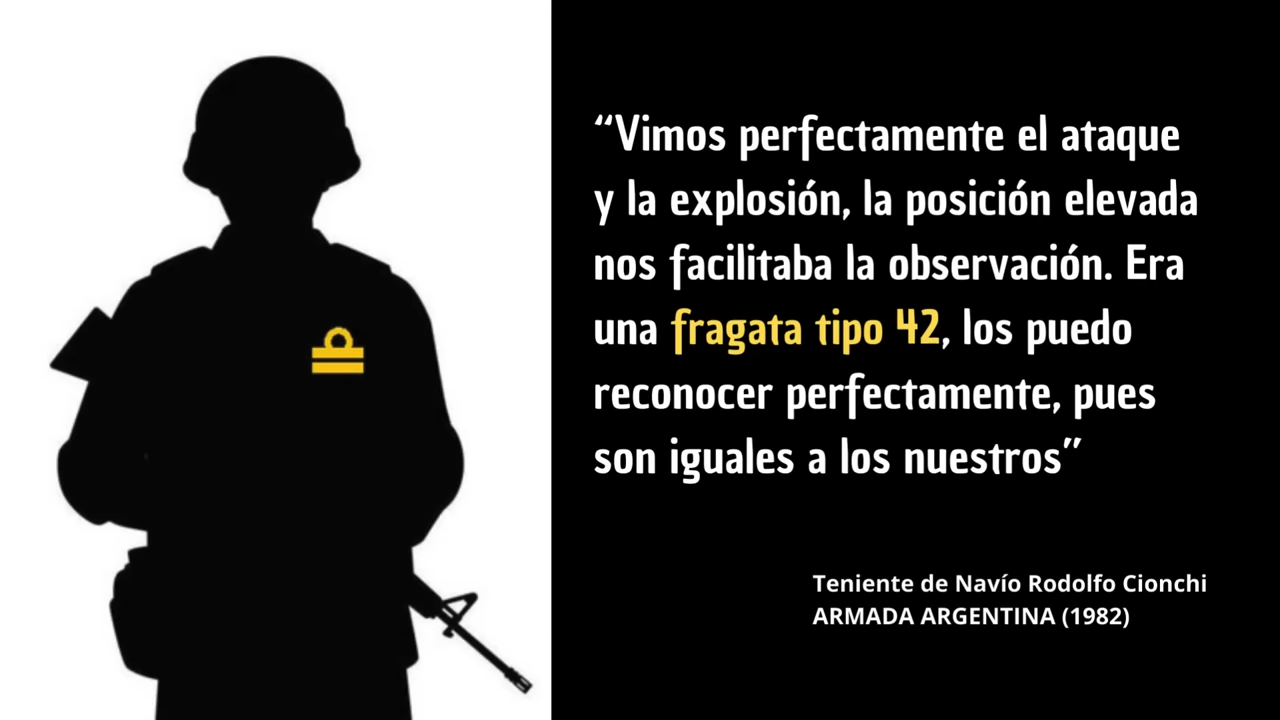 “Vimos perfectamente el ataque
y la explosión, la posición elevada
nos facilitaba la observación. Era
una fragata tipo 42, los puedo
reconocer perfectamente, pues
son iguales a los nuestros”
Teniente de Navío Rodolfo Cionchi
ARMADA ARGENTINA (1982)